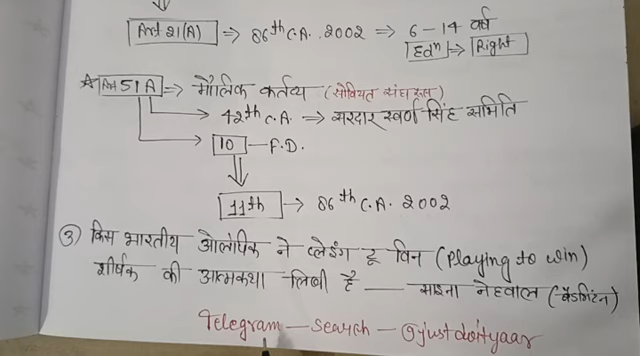 Art 21(A) ⇒ 86th C.A. 2002 ⇒ 6 – 14 वर्ष
Edn ⇒ Right
☆ Art 51 A ⇒ मौलिक कर्तव्य (सोवियत संघ रूस)
→ 42th C.A. ⇒ सरदार स्वर्ण सिंह समिति
→ 10 — F.D.
11th → 86th C.A. 2002
③ किस भारतीय ओलंपिक ने प्लेइंग टू विन (Playing to win)
शीर्षक की आत्मकथा लिखी है — साइना नेहवाल (बैडमिंटन)
Telegram — Search — @justdoityaar